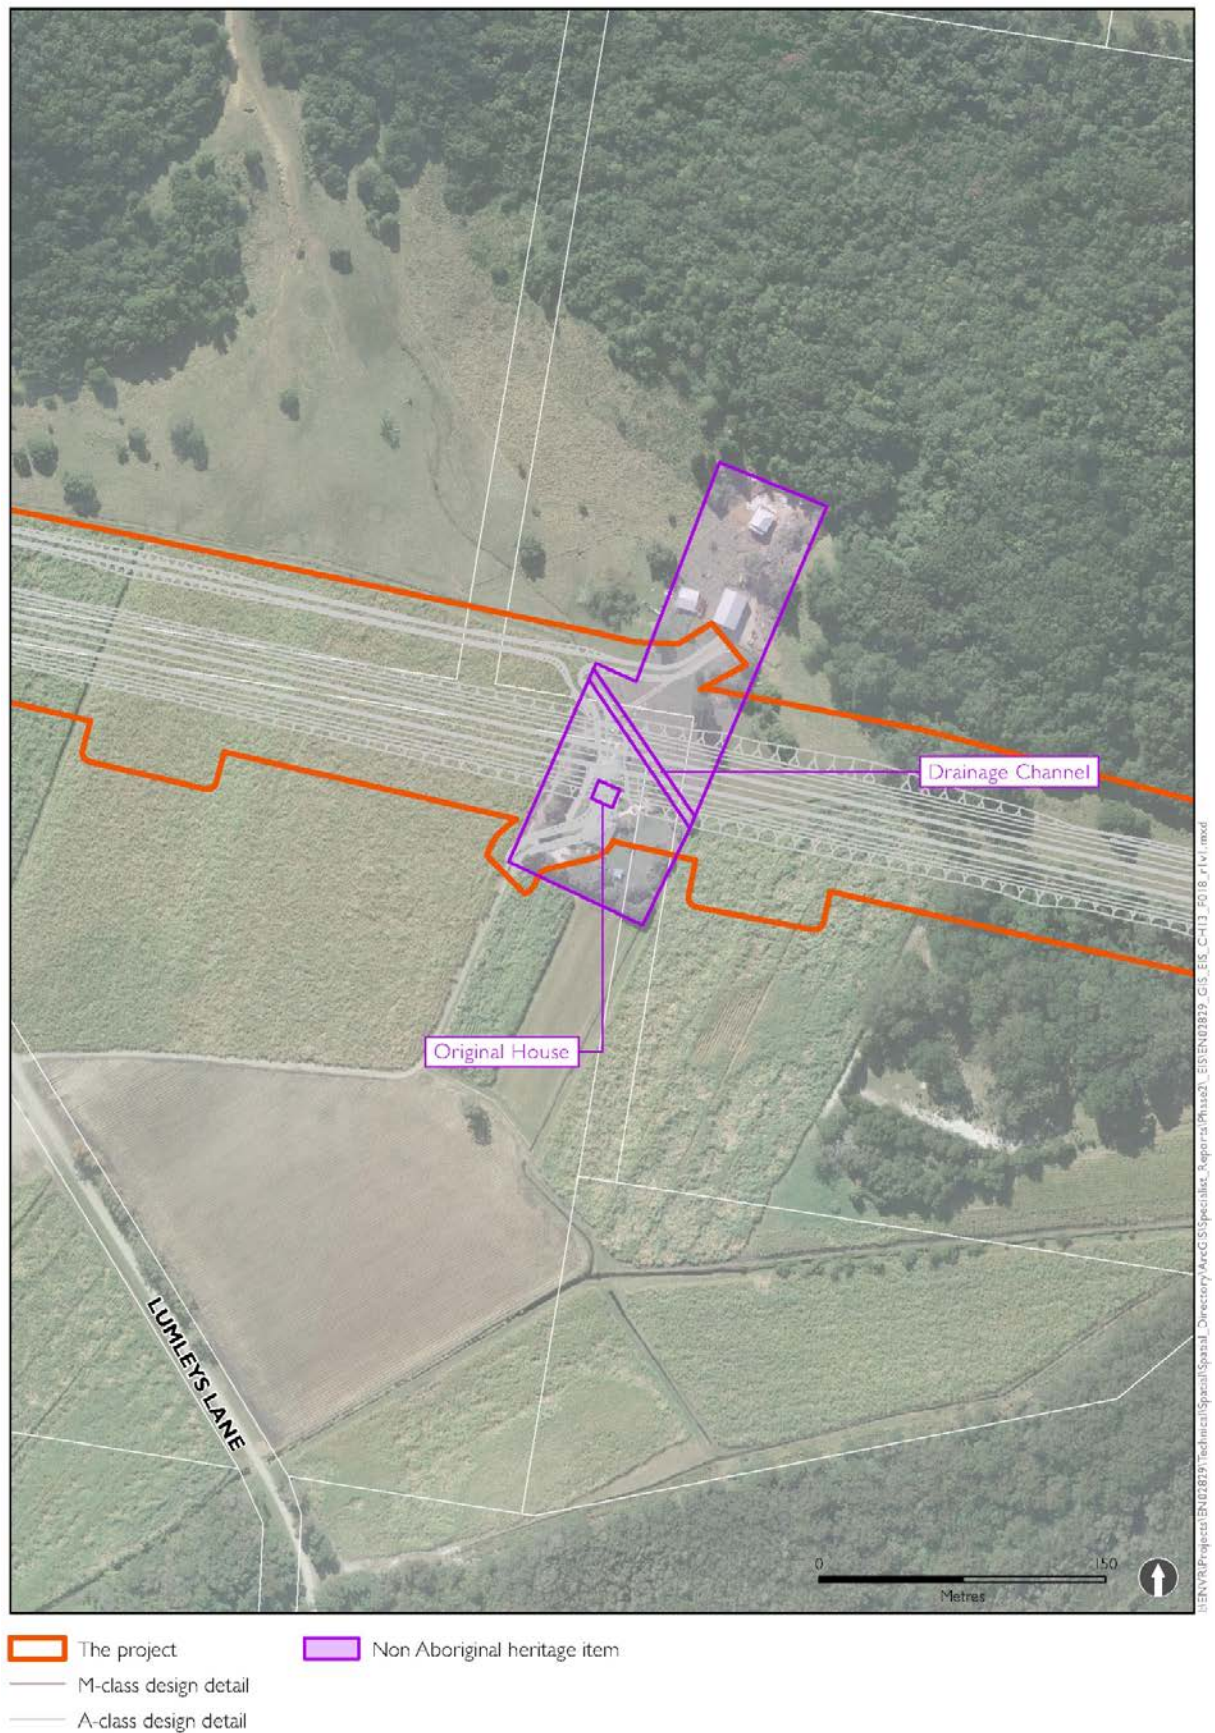 Drainage Channel
Original House
LUMLEYS LANE
0 150
Metres
The project
Non Aboriginal heritage item
M-class design detail
A-class design detail